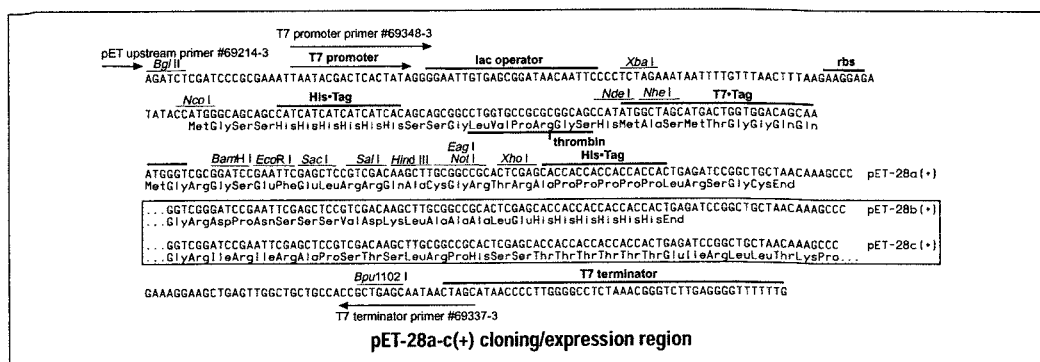 T7 promoter primer #69348-3
pET upstream primer #69214-3
Bgl II
T7 promoter
lac operator
Xba I
rbs
AGATCTCGATCCCGCGAAATTAATACGACTCACTATAGGGGAATTGTGAGCGGATAACAATTCCCCTCTAGAAATAATTTTGTTTAACTTTAAGAAGGAGA
Nco I
His•Tag
Nde I
Nhe I
T7•Tag
TATACCATGGGCAGCAGCCATCATCATCATCATCACAGCAGCGGCCTGGTGCCGCGCGGCAGCCATATGGCTAGCATGACTGGTGGACAGCAA
MetGlySerSerHisHisHisHisHisHisSerSerGlyLeuValProArgGlySerHisMetAlaSerMetThrGlyGlyGlnGln
thrombin
BamH I
EcoR I
Sac I
Sal I
Hind III
Eag I
Not I
Xho I
His•Tag
ATGGGTCGCGGATCCGAATTCGAGCTCCGTCGACAAGCTTGCGGCCGCACTCGAGCACCACCACCACCACCACTGAGATCCGGCTGCTAACAAAGCCC pET-28a(+)
MetGlyArgGlySerGluPheGluLeuArgArgGlnAlaCysGlyArgThrArgAlaProProProProProLeuArgSerGlyCysEnd
...GGTCGGGATCCGAATTCGAGCTCCGTCGACAAGCTTGCGGCCGCACTCGAGCACCACCACCACCACCACTGAGATCCGGCTGCTAACAAAGCCC pET-28b(+)
...GlyArgAspProAsnSerSerSerValAspLysLeuAlaAlaAlaLeuGluHisHisHisHisHisHisEnd
...GGTCGGATCCGAATTCGAGCTCCGTCGACAAGCTTGCGGCCGCACTCGAGCACCACCACCACCACCACTGAGATCCGGCTGCTAACAAAGCCC pET-28c(+)
...GlyArgIleArgIleArgAlaProSerThrSerLeuArgProHisSerSerThrThrThrThrThrThrGluIleArgLeuLeuThrLysPro...
Bpu1102 I
T7 terminator
GAAAGGAAGCTGAGTTGGCTGCTGCCACCGCTGAGCAATAACTAGCATAACCCCTTGGGGCCTCTAAACGGGTCTTGAGGGGTTTTTTG
T7 terminator primer #69337-3
pET-28a-c(+) cloning/expression region